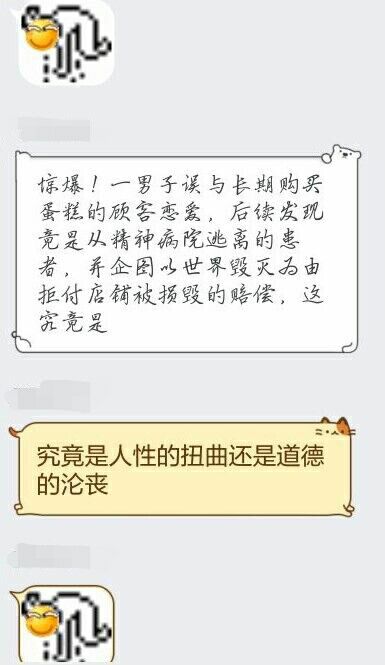 惊爆！一男子误与长期购买
蛋糕的顾客恋爱，后续发现
竟是从精神病院逃离的患
者，并企图以世界毁灭为由
拒付店铺被损毁的赔偿，这
究竟是
究竟是人性的扭曲还是道德
的沦丧